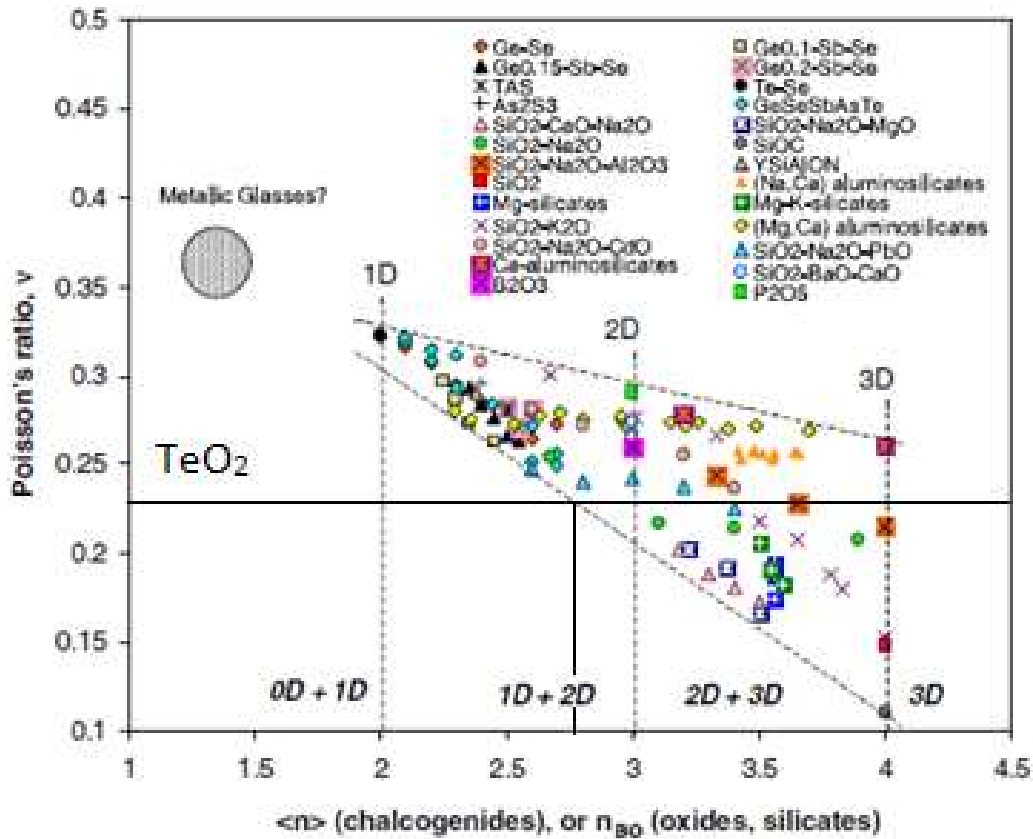 0.5
0.45
0.4
0.35
0.3
0.25
0.2
0.15
0.1
Poisson's ratio, ν
Ge-Se
Ge0.15-Sb-Se
TAS
As2S3
SiO2-CaO-Na2O
SiO2-Na2O
SiO2-Na2O-Al2O3
SiO2
Mg-silicates
SiO2-K2O
SiO2-Na2O-CdO
Ca-aluminosilicates
B2O3
Ge0.1-Sb-Se
Ge0.2-Sb-Se
Te-Se
GeSeSbAsTe
SiO2-Na2O-MgO
SiOC
YSiAlON
(Na,Ca) aluminosilicates
Mg-K-silicates
(Mg,Ca) aluminosilicates
SiO2-Na2O-PbO
SiO2-BaO-CaO
P2O5
Metallic Glasses?
1D
2D
3D
TeO₂
0D + 1D
1D + 2D
2D + 3D
3D
1 1.5 2 2.5 3 3.5 4 4.5
<n> (chalcogenides), or n_BO (oxides, silicates)